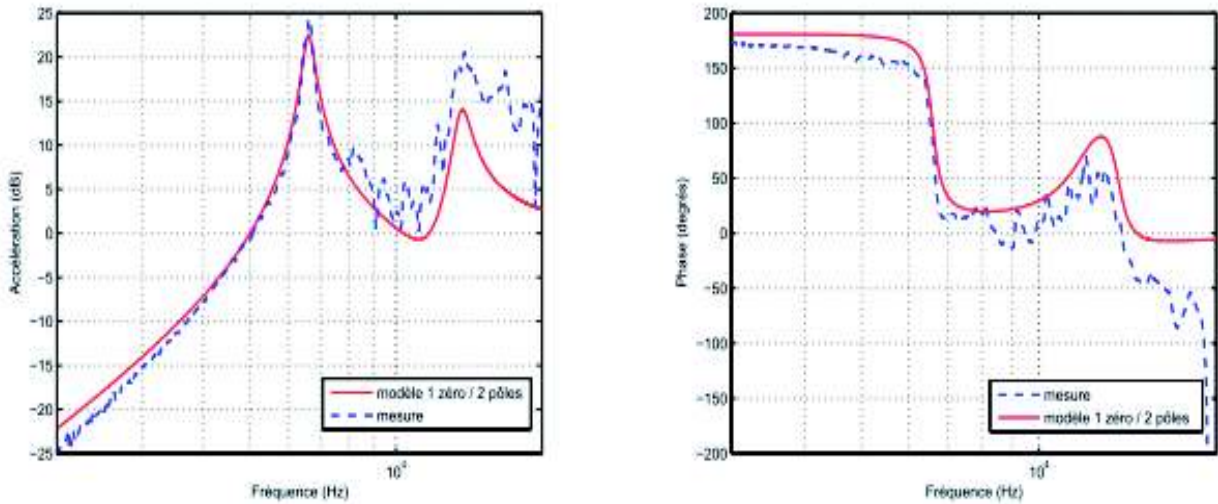 25
20
15
10
5
0
−5
−10
−15
−20
−25
Accélération (dB)
modèle 1 zéro / 2 pôles
mesure
10⁴
Fréquence (Hz)
200
150
100
50
0
−50
−100
−150
−200
Phase (degrés)
mesure
modèle 1 zéro / 2 pôles
10⁴
Fréquence (Hz)